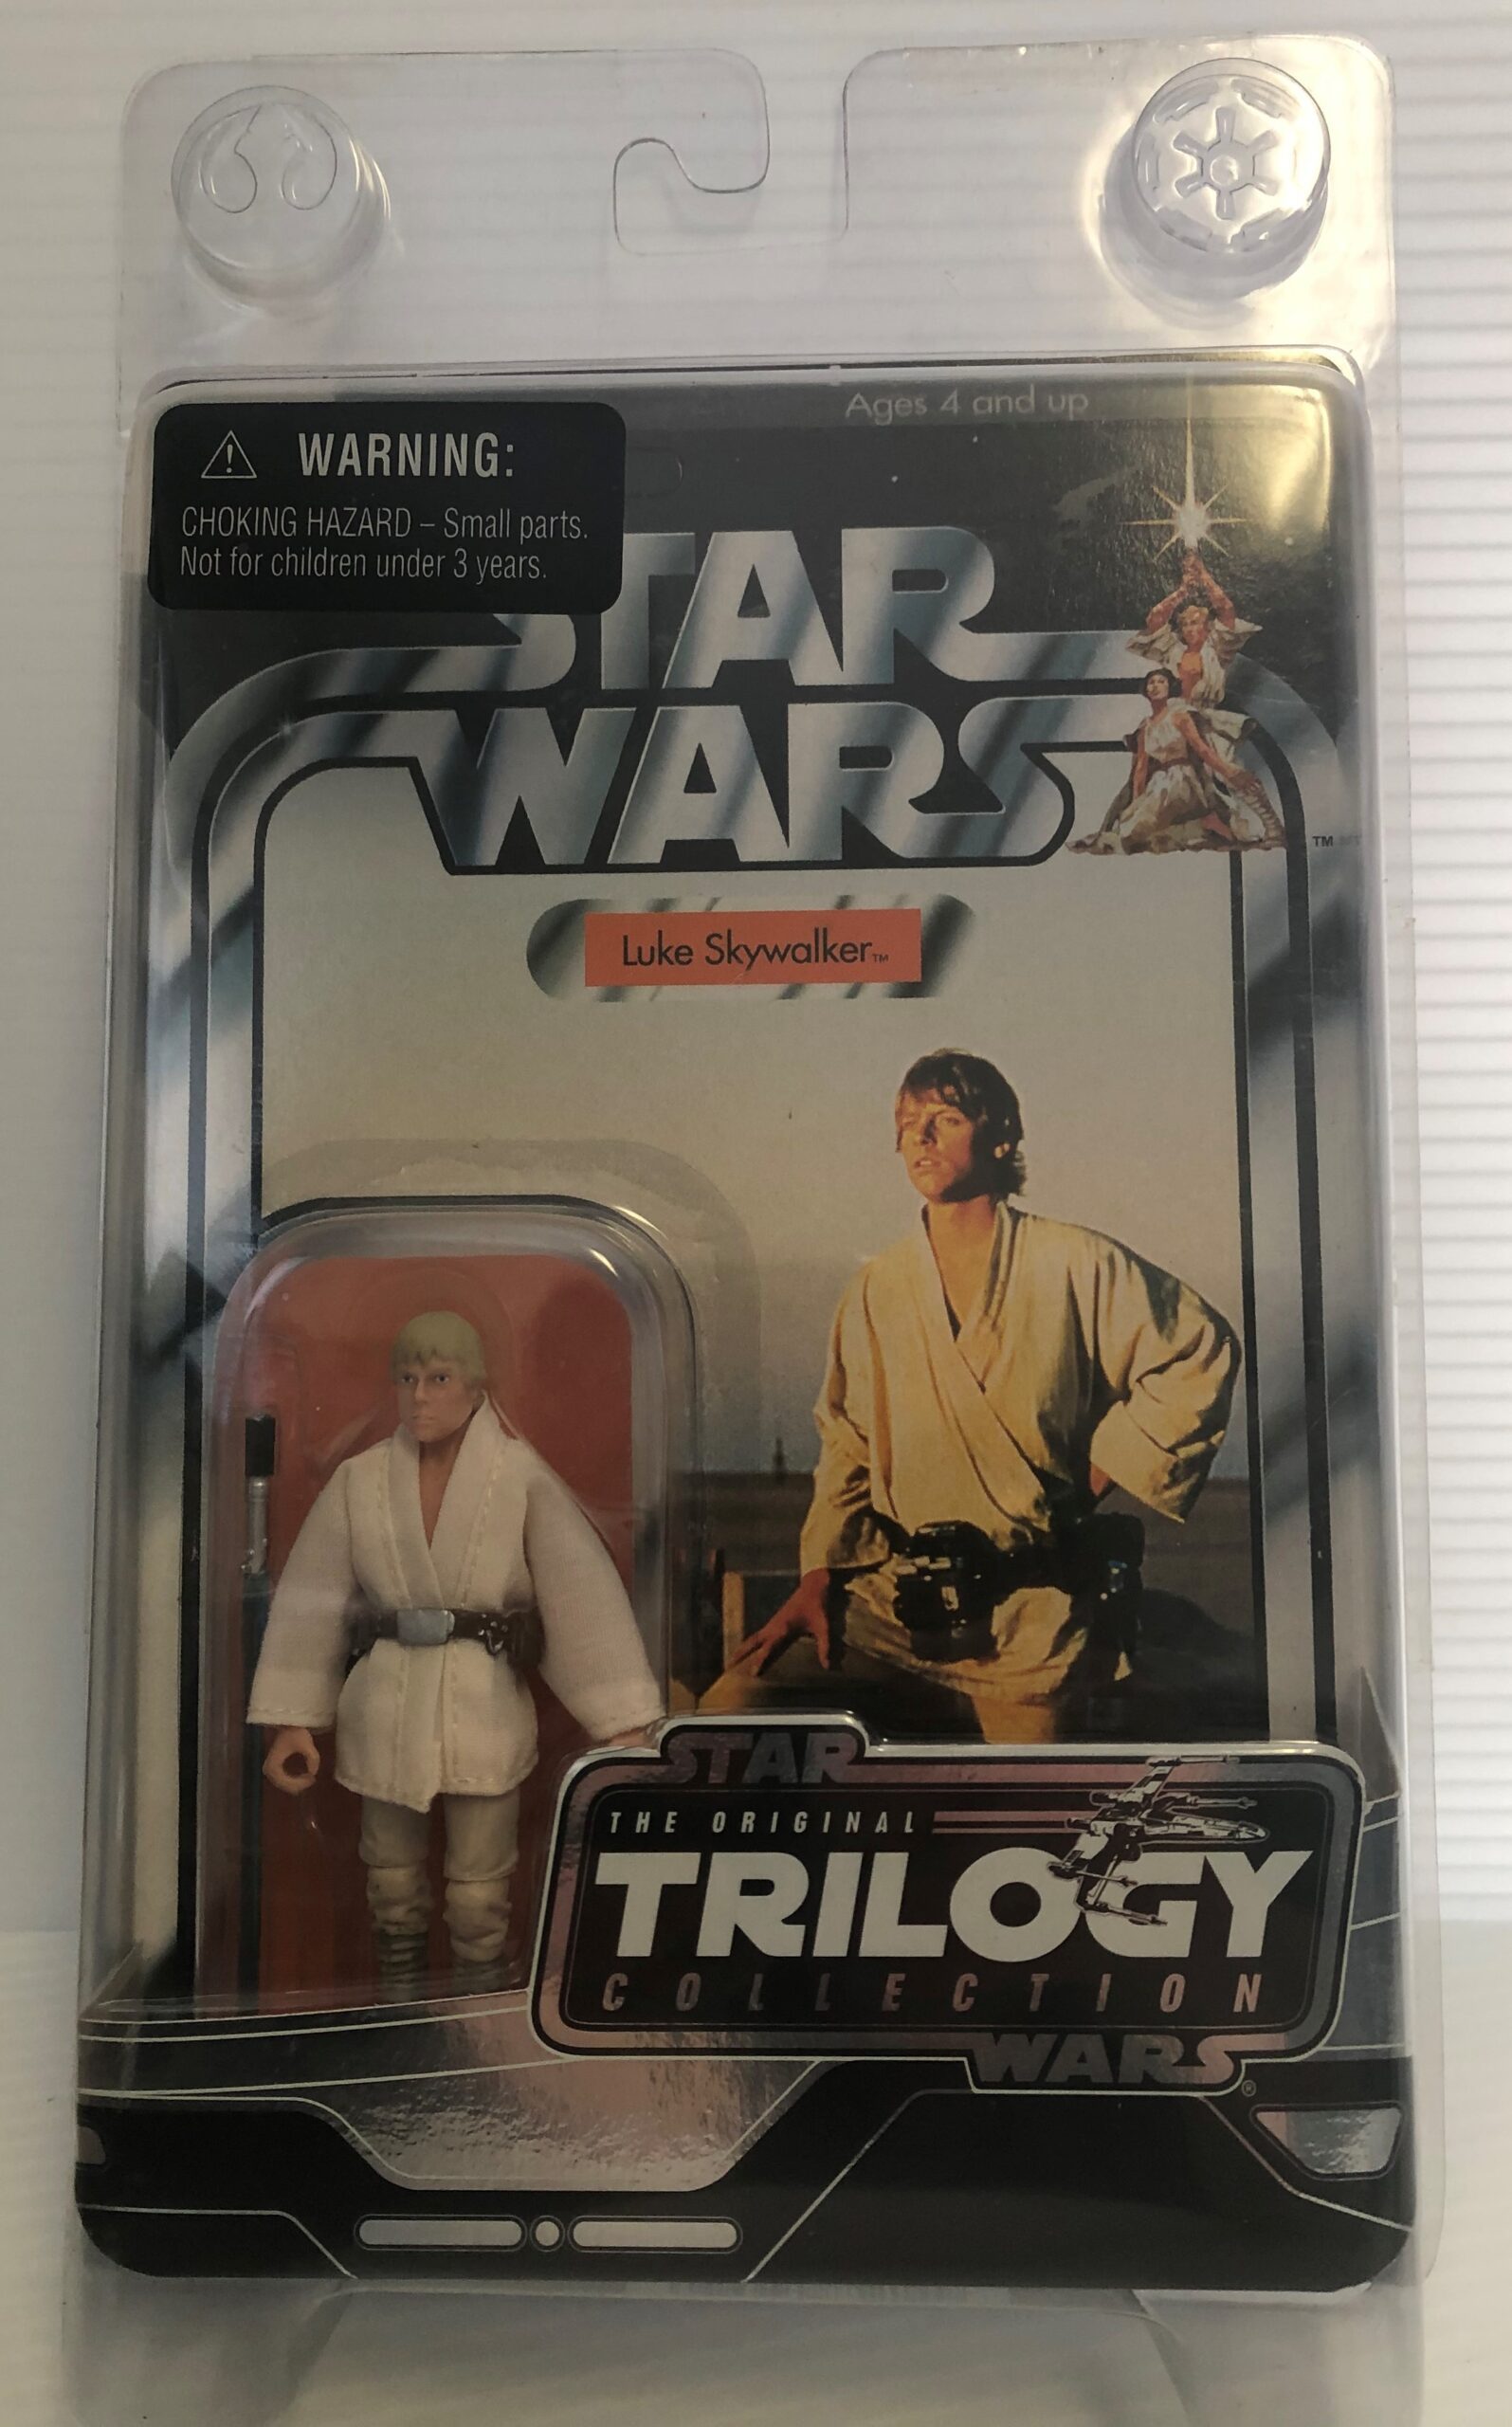 Ages 4 and up
WARNING:
CHOKING HAZARD – Small parts.
Not for children under 3 years.
STAR
WARS
TM
Luke Skywalker™
STAR
THE ORIGINAL
TRILOGY
COLLECTION
WARS®